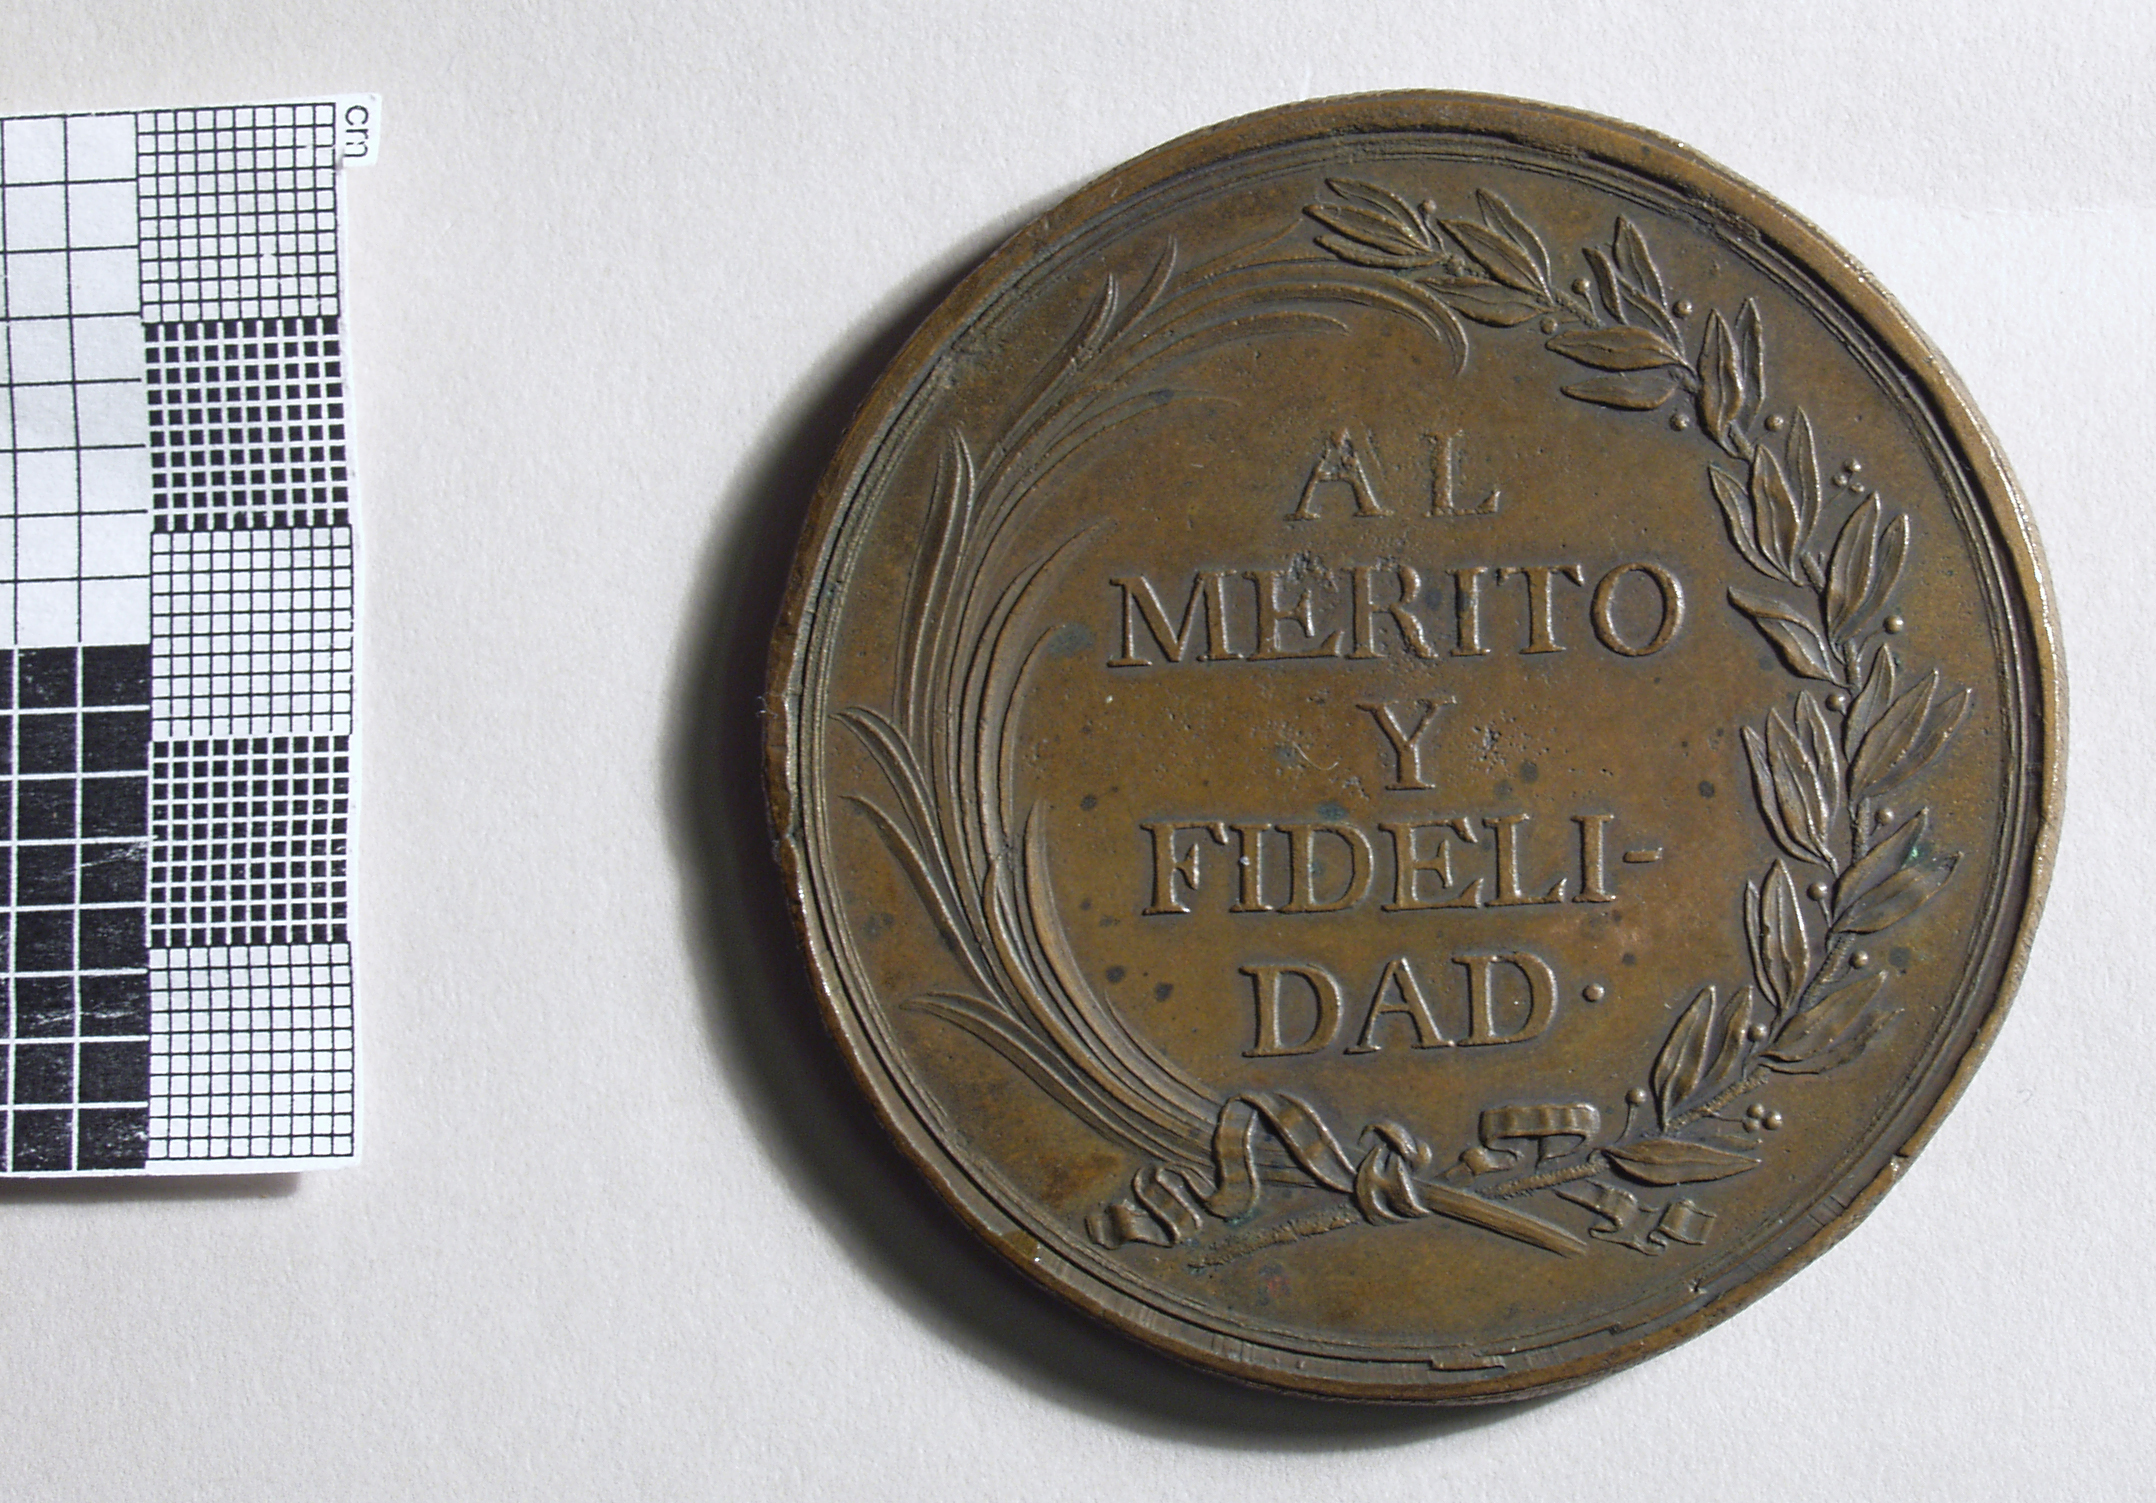 cm
AL
MERITO
Y
FIDELI-
DAD.